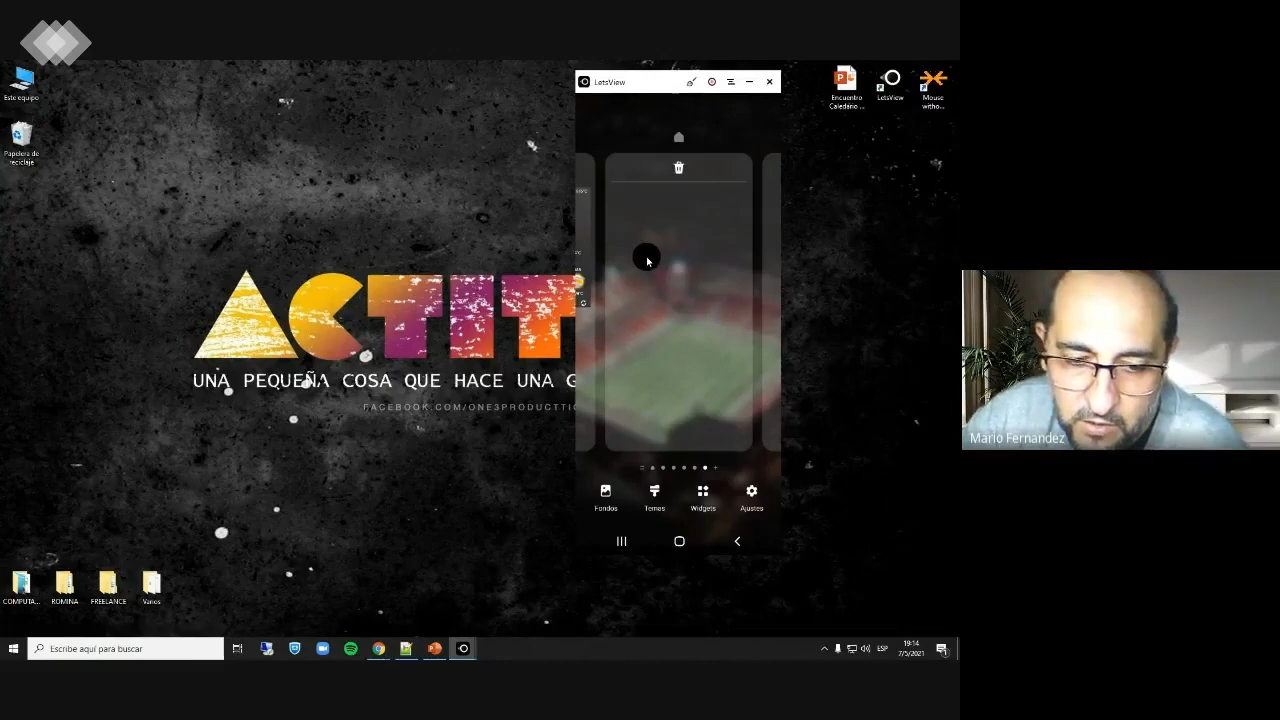 Este equipo
Papelera de
reciclaje
LetsView
Encuentro
Caledario ...
LetsView
Mouse
witho...
ACTIT
UNA PEQUEÑA COSA QUE HACE UNA G
FACEBOOK.COM/ONE3PRODUCTTIO
Fondos
Temas
Widgets
Ajustes
Mario Fernandez
COMPUTA...
ROMINA
FREELANCE
Varios
Escribe aquí para buscar
ESP
19:14
7/5/2021